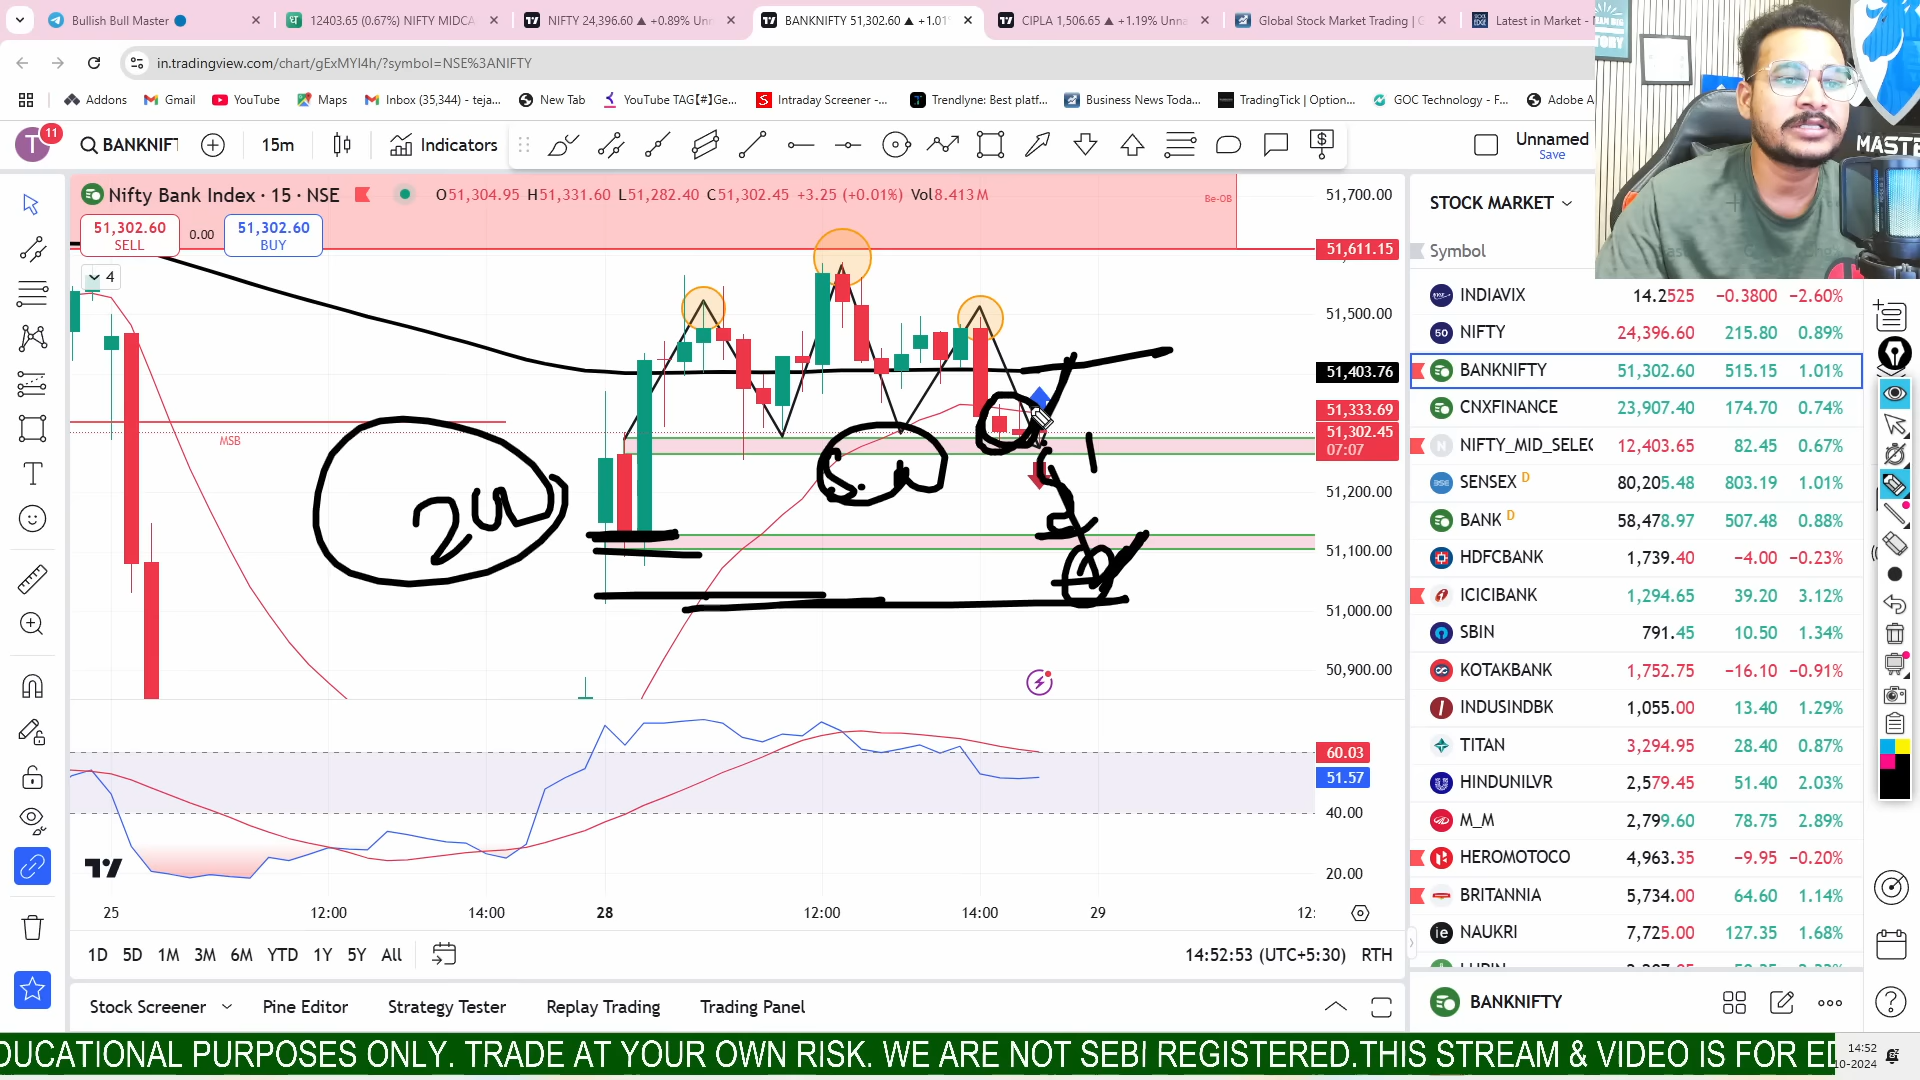 Bullish Bull Master
12403.65 (0.67%) NIFTY MIDCA
NIFTY 24,396.60 ▲ +0.89% Unn
BANKNIFTY 51,302.60 ▲ +1.01
CIPLA 1,506.65 ▲ +1.19% Unna
Global Stock Market Trading |
Latest in Market -
in.tradingview.com/chart/gExMYI4h/?symbol=NSE%3ANIFTY
Addons
Gmail
YouTube
Maps
Inbox (35,344) - teja...
New Tab
YouTube TAG【#】Ge...
Intraday Screener -...
Trendlyne: Best platf...
Business News Toda...
TradingTick | Option...
GOC Technology - F...
Adobe A
TORY
MASTE
T 11
BANKNIFT
15m
Indicators
Unnamed
Save
Nifty Bank Index · 15 · NSE
O51,304.95 H51,331.60 L51,282.40 C51,302.45 +3.25 (+0.01%) Vol8.413 M
51,302.60
SELL
0.00
51,302.60
BUY
4
Be-OB
MSB
51,700.00
51,611.15
51,500.00
51,403.76
51,333.69
51,302.45
07:07
51,200.00
51,100.00
51,000.00
50,900.00
60.03
51.57
40.00
20.00
25
12:00
14:00
28
12:00
14:00
29
12:
1D 5D 1M 3M 6M YTD 1Y 5Y All
14:52:53 (UTC+5:30) RTH
Stock Screener
Pine Editor
Strategy Tester
Replay Trading
Trading Panel
STOCK MARKET
Symbol
INDIAVIX 14.2525 −0.3800 −2.60%
NIFTY 24,396.60 215.80 0.89%
BANKNIFTY 51,302.60 515.15 1.01%
CNXFINANCE 23,907.40 174.70 0.74%
NIFTY_MID_SELEC 12,403.65 82.45 0.67%
SENSEX D 80,205.48 803.19 1.01%
BANK D 58,478.97 507.48 0.88%
HDFCBANK 1,739.40 −4.00 −0.23%
ICICIBANK 1,294.65 39.20 3.12%
SBIN 791.45 10.50 1.34%
KOTAKBANK 1,752.75 −16.10 −0.91%
INDUSINDBK 1,055.00 13.40 1.29%
TITAN 3,294.95 28.40 0.87%
HINDUNILVR 2,579.45 51.40 2.03%
M_M 2,799.60 78.75 2.89%
HEROMOTOCO 4,963.35 −9.95 −0.20%
BRITANNIA 5,734.00 64.60 1.14%
NAUKRI 7,725.00 127.35 1.68%
BANKNIFTY
DUCATIONAL PURPOSES ONLY. TRADE AT YOUR OWN RISK. WE ARE NOT SEBI REGISTERED.THIS STREAM & VIDEO IS FOR ED
14:52
10-2024